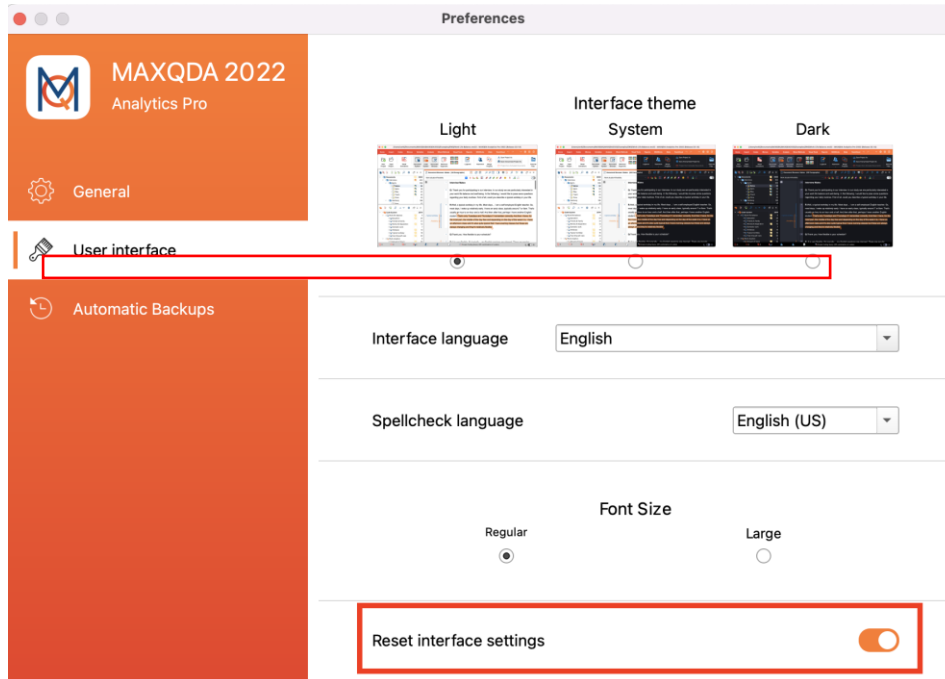 Preferences
MAXQDA 2022
Analytics Pro
General
User interface
Automatic Backups
Interface theme
Light
System
Dark
Interface language
English
Spellcheck language
English (US)
Font Size
Regular
Large
Reset interface settings